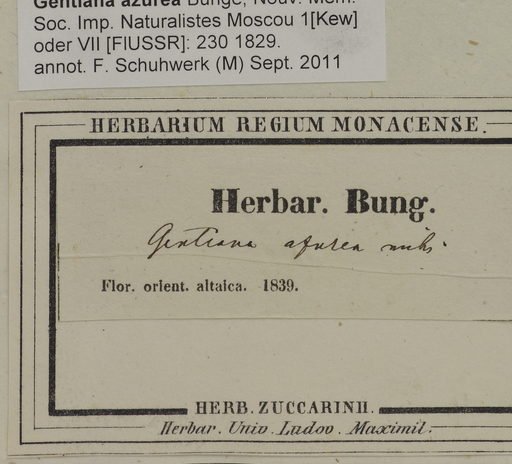 Gentiana azurea Bunge, Nouv. Mém.
Soc. Imp. Naturalistes Moscou 1[Kew]
oder VII [FIUSSR]: 230 1829.
annot. F. Schuhwerk (M) Sept. 2011
HERBARIUM REGIUM MONACENSE.
Herbar. Bung.
Gentiana azurea mihi.
Flor. orient. altaica. 1839.
HERB. ZUCCARINII.
Herbar. Univ. Ludov. Maximil.